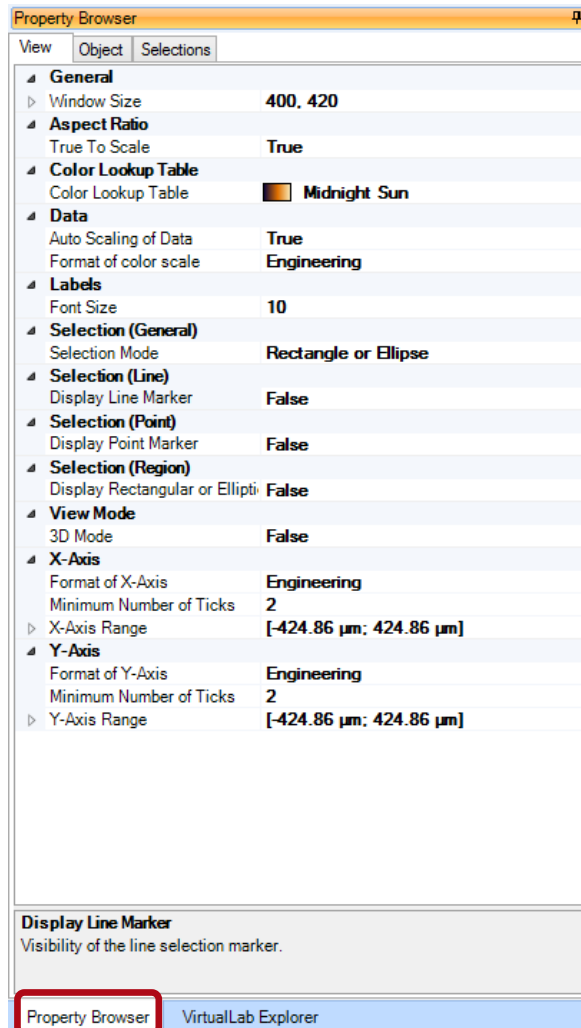 Property Browser
View Object Selections
General
Window Size 400, 420
Aspect Ratio
True To Scale True
Color Lookup Table
Color Lookup Table Midnight Sun
Data
Auto Scaling of Data True
Format of color scale Engineering
Labels
Font Size 10
Selection (General)
Selection Mode Rectangle or Ellipse
Selection (Line)
Display Line Marker False
Selection (Point)
Display Point Marker False
Selection (Region)
Display Rectangular or Ellipti False
View Mode
3D Mode False
X-Axis
Format of X-Axis Engineering
Minimum Number of Ticks 2
X-Axis Range [-424.86 µm; 424.86 µm]
Y-Axis
Format of Y-Axis Engineering
Minimum Number of Ticks 2
Y-Axis Range [-424.86 µm; 424.86 µm]
Display Line Marker
Visibility of the line selection marker.
Property Browser VirtualLab Explorer